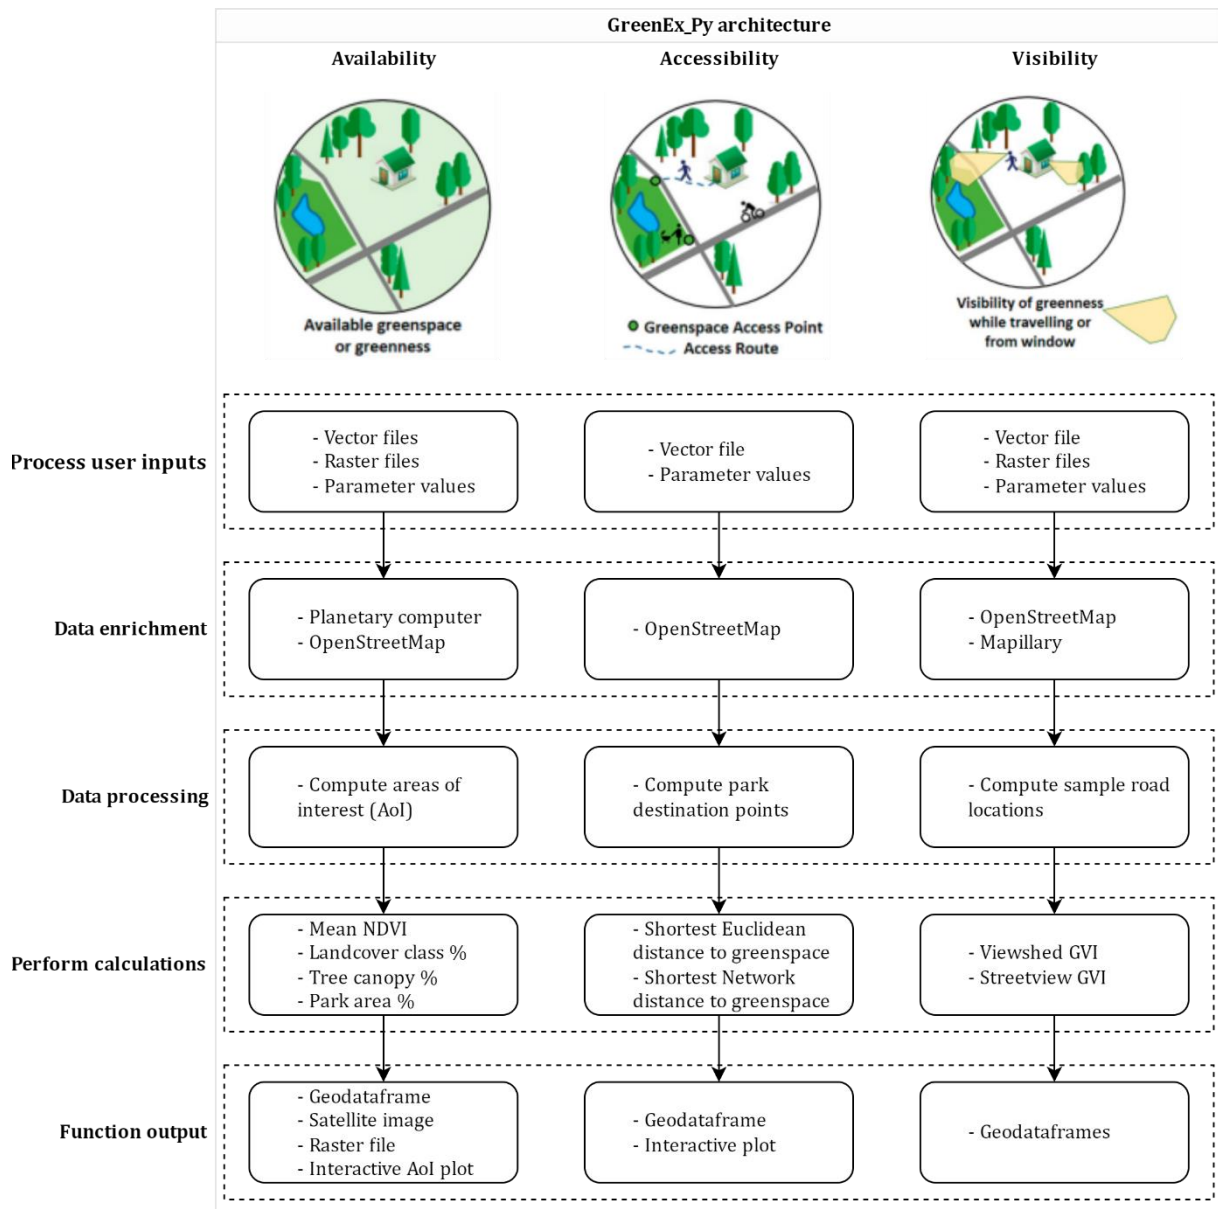 GreenEx_Py architecture
Availability
Accessibility
Visibility
Available greenspace
or greenness
Greenspace Access Point
Access Route
Visibility of greenness
while travelling or
from window
Process user inputs
- Vector files
- Raster files
- Parameter values
- Vector file
- Parameter values
- Vector file
- Raster files
- Parameter values
Data enrichment
- Planetary computer
- OpenStreetMap
- OpenStreetMap
- OpenStreetMap
- Mapillary
Data processing
- Compute areas of
interest (AoI)
- Compute park
destination points
- Compute sample road
locations
Perform calculations
- Mean NDVI
- Landcover class %
- Tree canopy %
- Park area %
- Shortest Euclidean
distance to greenspace
- Shortest Network
distance to greenspace
- Viewshed GVI
- Streetview GVI
Function output
- Geodataframe
- Satellite image
- Raster file
- Interactive AoI plot
- Geodataframe
- Interactive plot
- Geodataframes